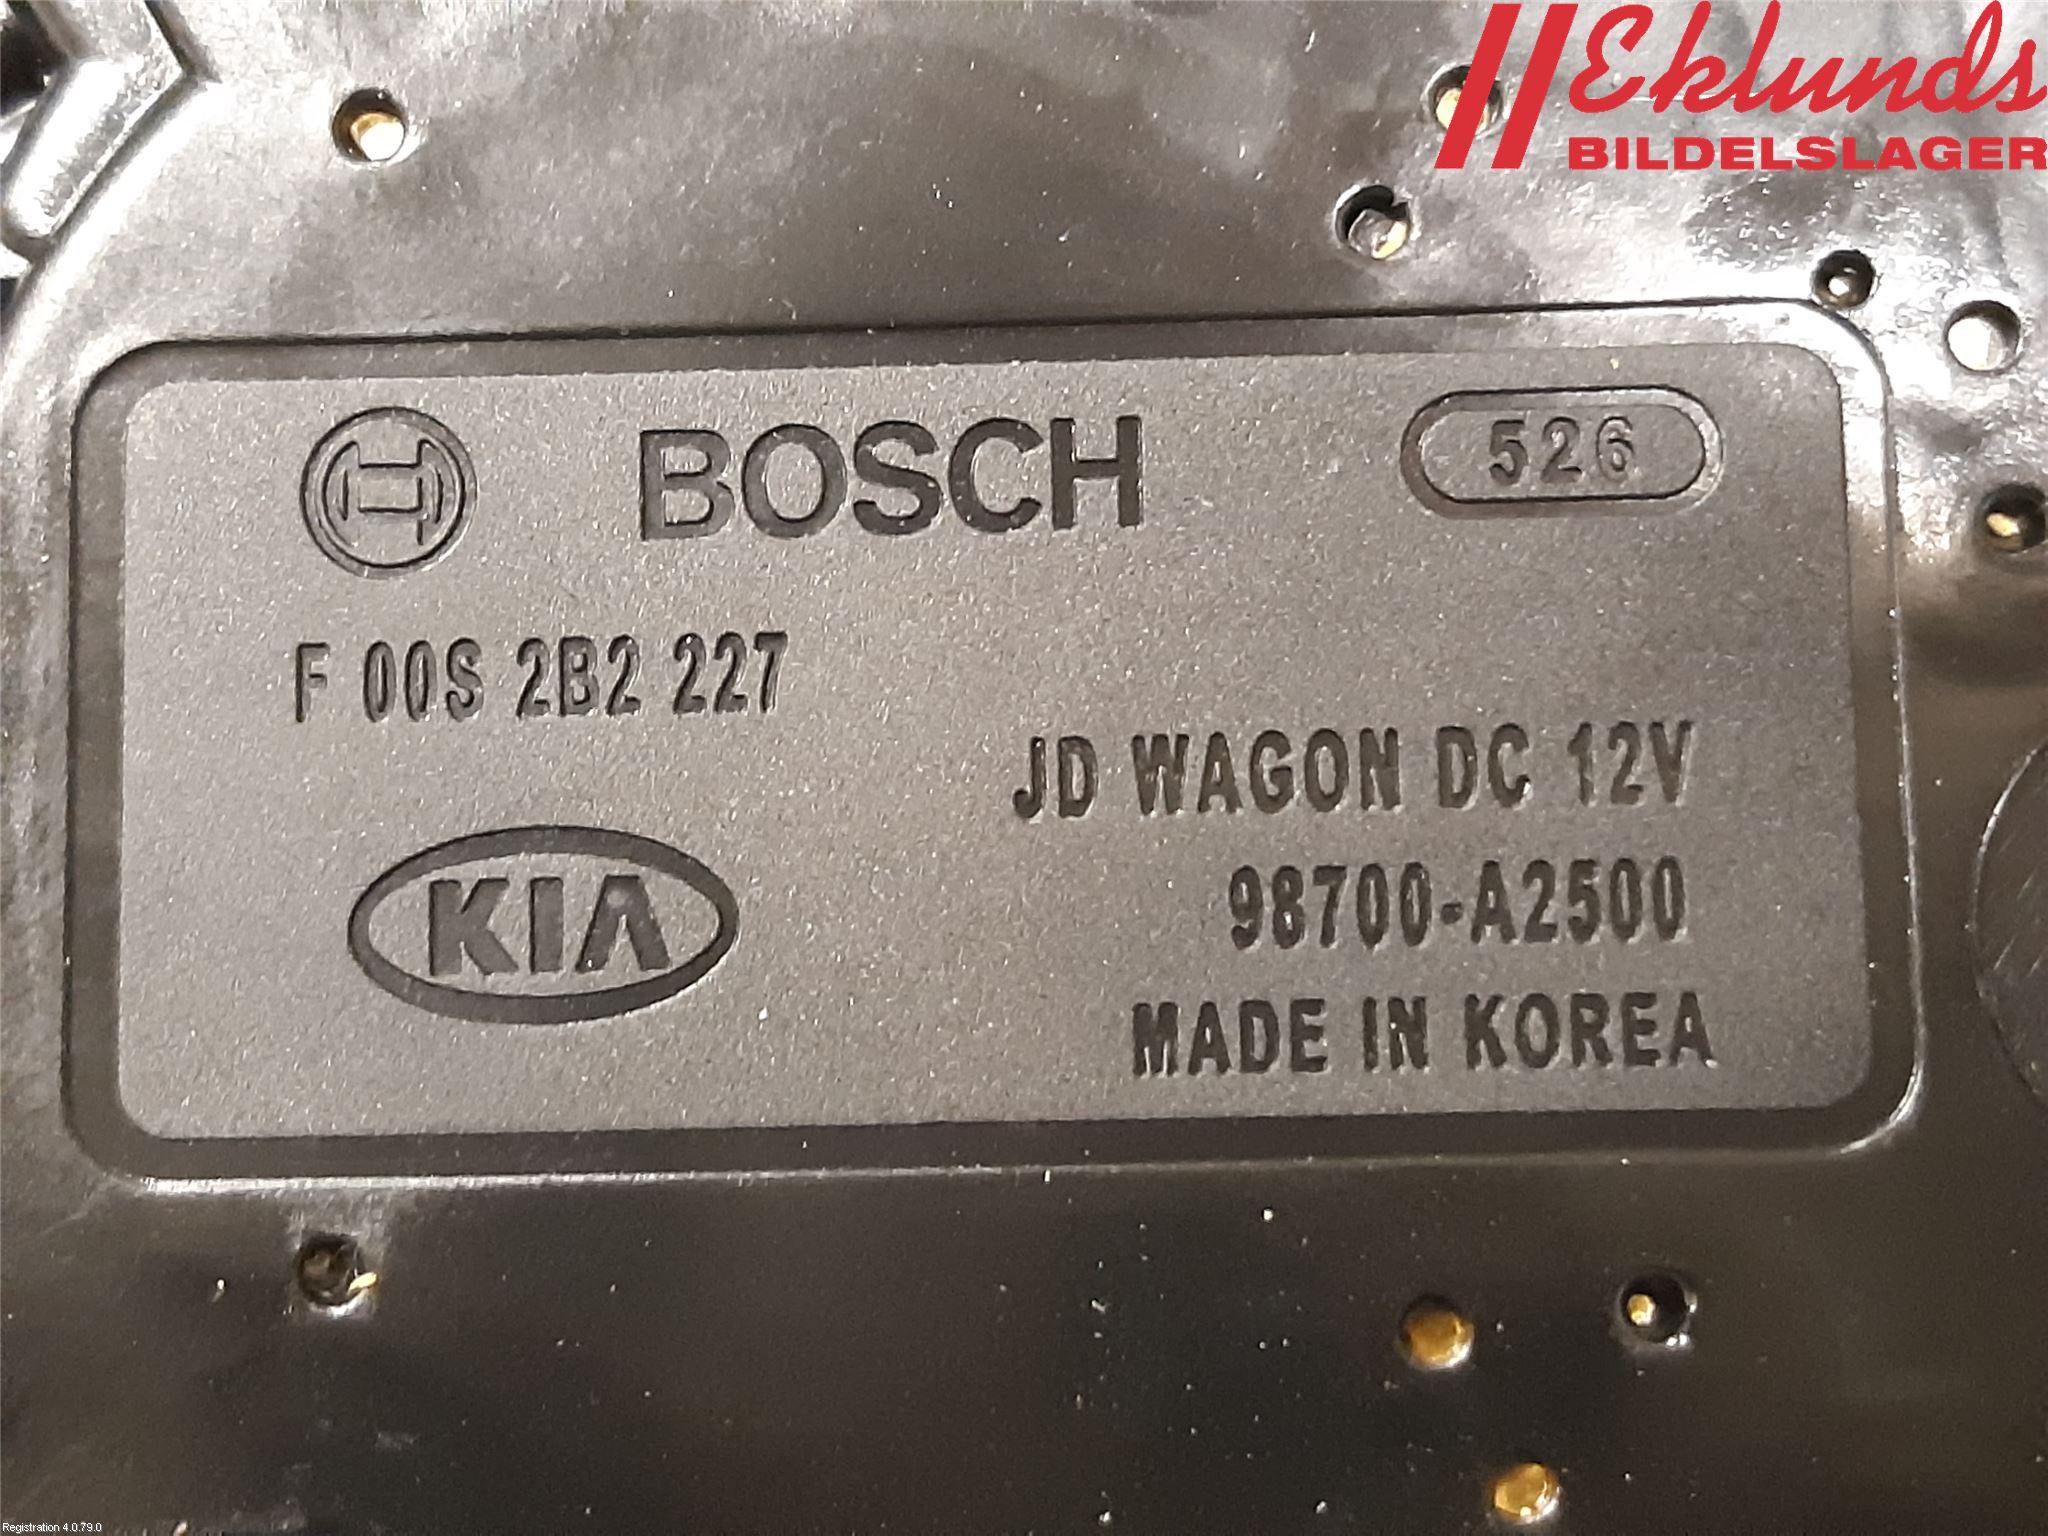 Eklunds
BILDELSLAGER
BOSCH
526
F 00S 2B2 227
JD WAGON DC 12V
KIA
98700-A2500
MADE IN KOREA
Registration 4.0.79.0